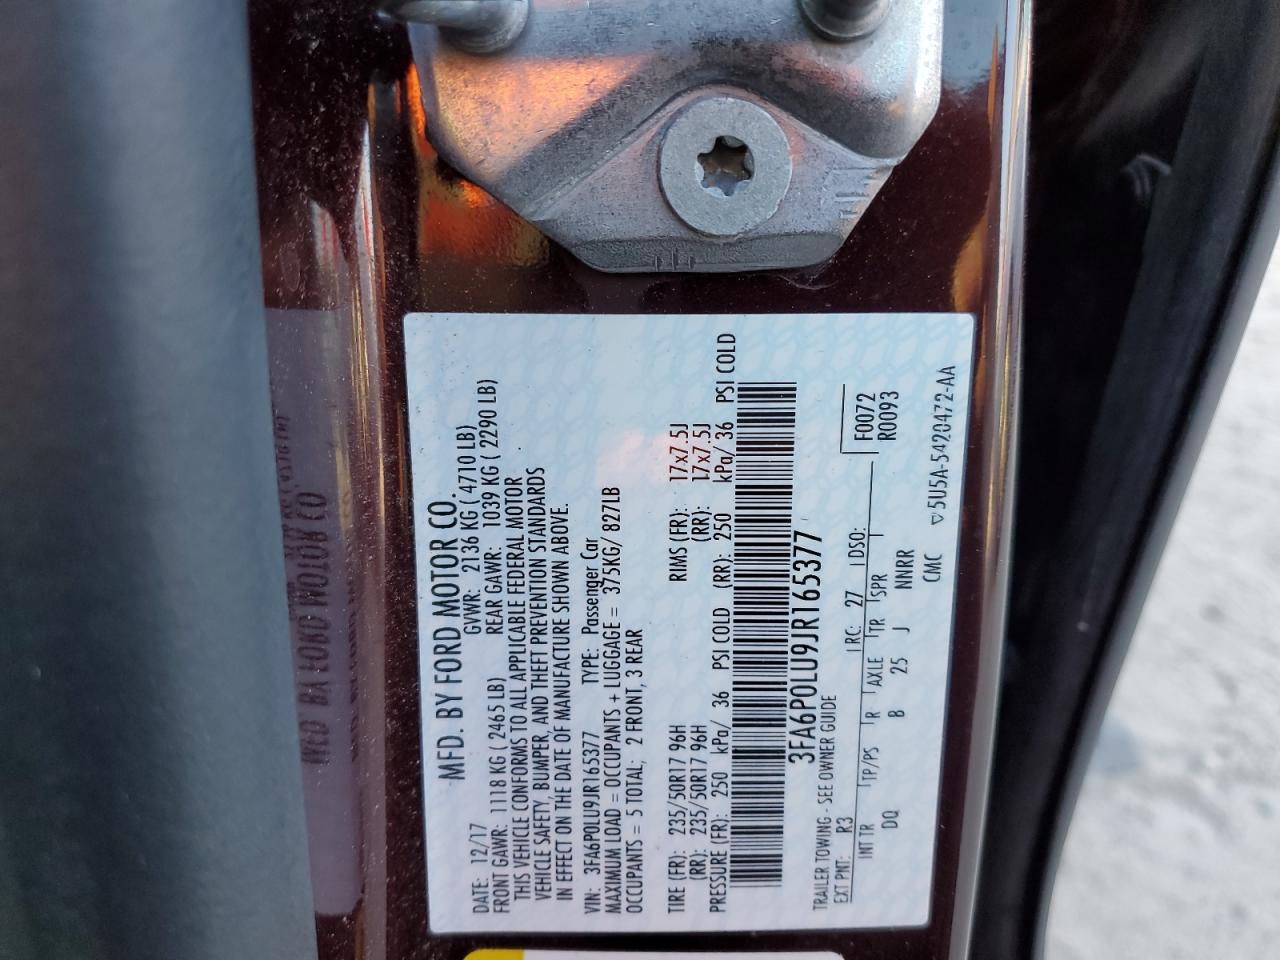 MFD. BY FORD MOTOR CO.
DATE: 12/17 GVWR: 2136 KG ( 4710 LB)
FRONT GAWR: 1118 KG ( 2465 LB) REAR GAWR: 1039 KG ( 2290 LB)
THIS VEHICLE CONFORMS TO ALL APPLICABLE FEDERAL MOTOR
VEHICLE SAFETY, BUMPER, AND THEFT PREVENTION STANDARDS
IN EFFECT ON THE DATE OF MANUFACTURE SHOWN ABOVE.
VIN: 3FA6P0LU9JR165377 TYPE: Passenger Car
MAXIMUM LOAD = OCCUPANTS + LUGGAGE = 375KG/ 827LB
OCCUPANTS = 5 TOTAL; 2 FRONT, 3 REAR
TIRE (FR): 235/50R17 96H RIMS (FR): 17x7.5J
(RR): 235/50R17 96H (RR): 17x7.5J
PRESSURE (FR): 250 kPa/ 36 PSI COLD (RR): 250 kPa/ 36 PSI COLD
3FA6P0LU9JR165377
TRAILER TOWING - SEE OWNER GUIDE F0072
EXT PNT: R3 RC: 27 DSO: R0093
INT TR TP/PS R AXLE TR SPR
DQ B 25 J NNRR
CMC ▽5U5A-5420472-AA